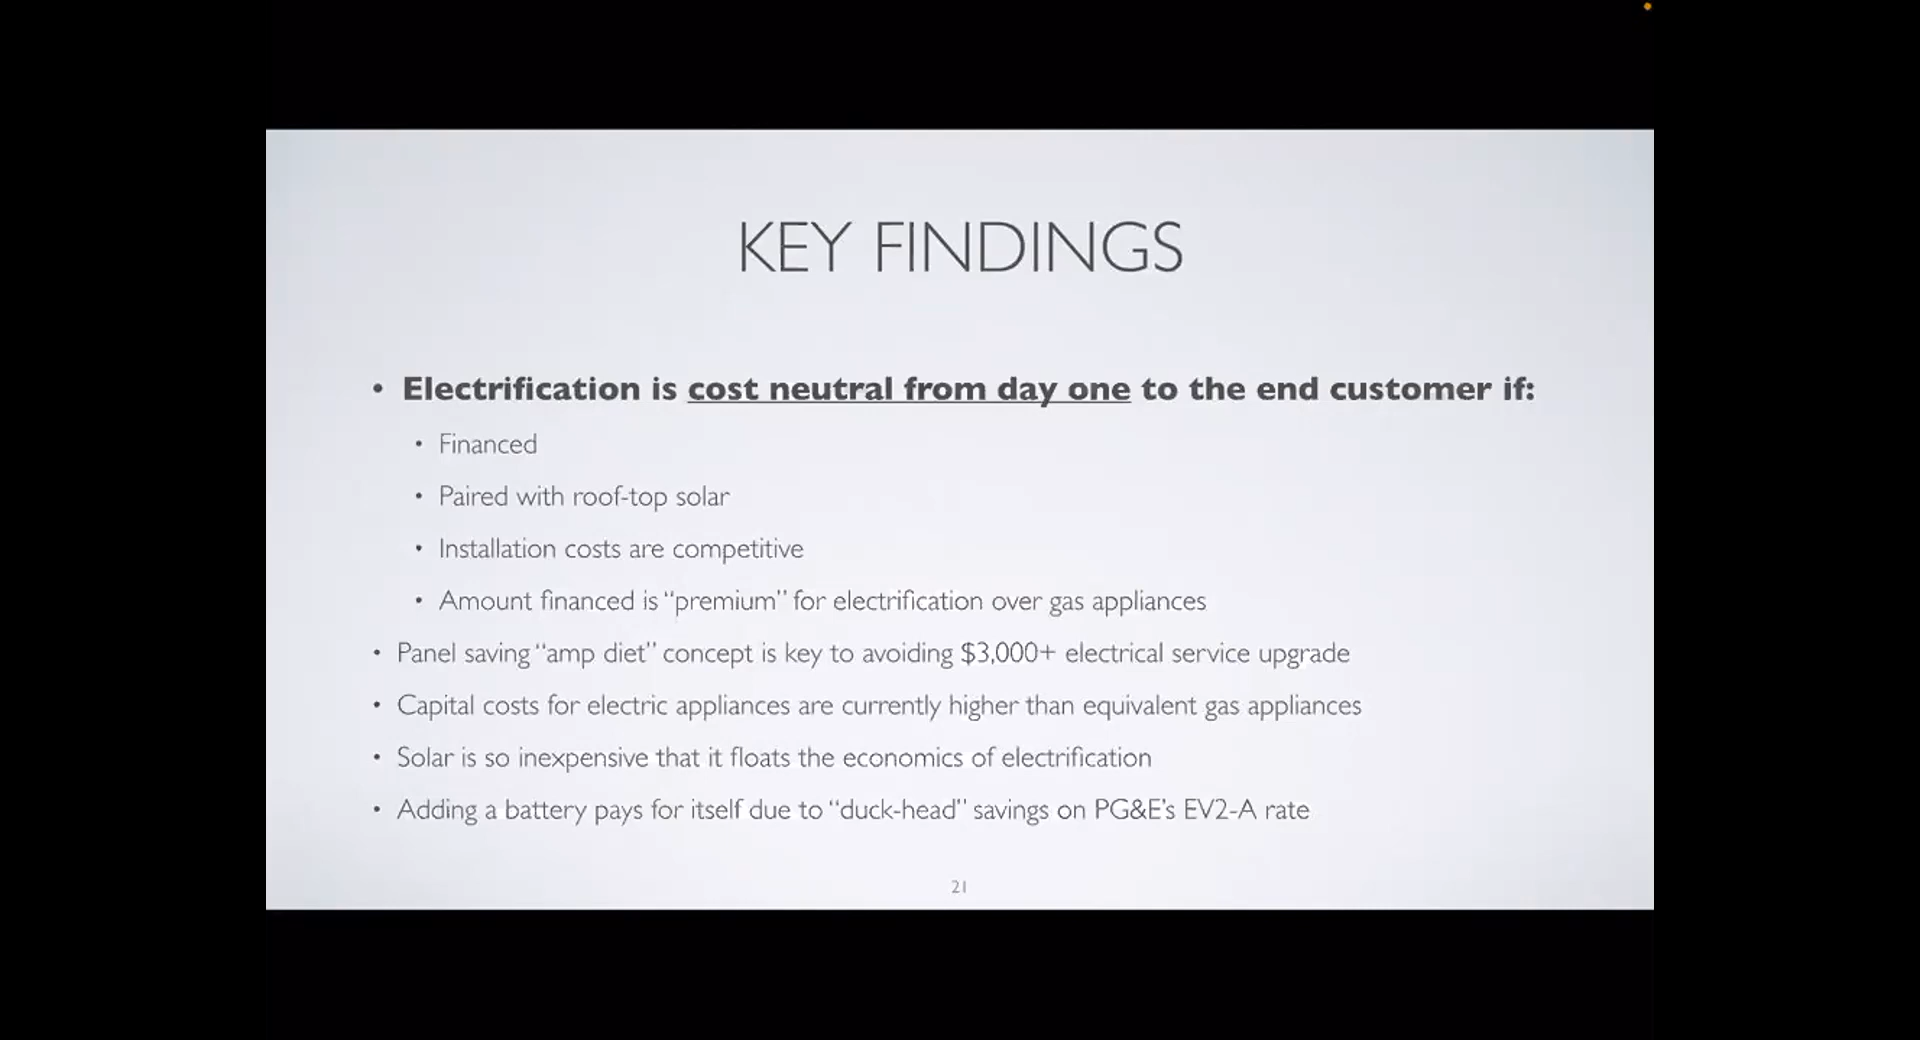 KEY FINDINGS
• Electrification is cost neutral from day one to the end customer if:
• Financed
• Paired with roof-top solar
• Installation costs are competitive
• Amount financed is “premium” for electrification over gas appliances
• Panel saving “amp diet” concept is key to avoiding $3,000+ electrical service upgrade
• Capital costs for electric appliances are currently higher than equivalent gas appliances
• Solar is so inexpensive that it floats the economics of electrification
• Adding a battery pays for itself due to “duck-head” savings on PG&E’s EV2-A rate
21